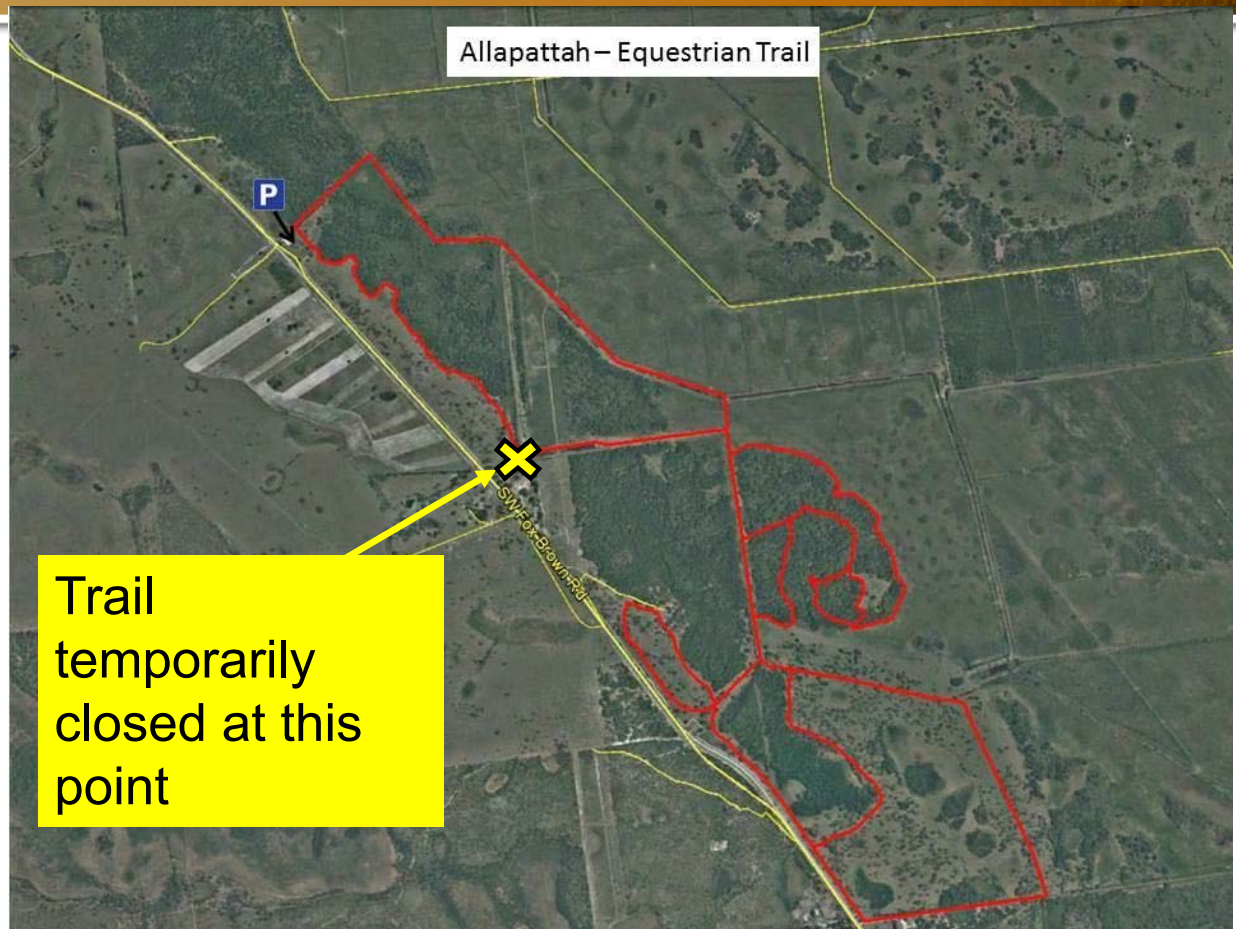 Allapattah – Equestrian Trail
P
SW Fox Brown Rd
Trail
temporarily
closed at this
point